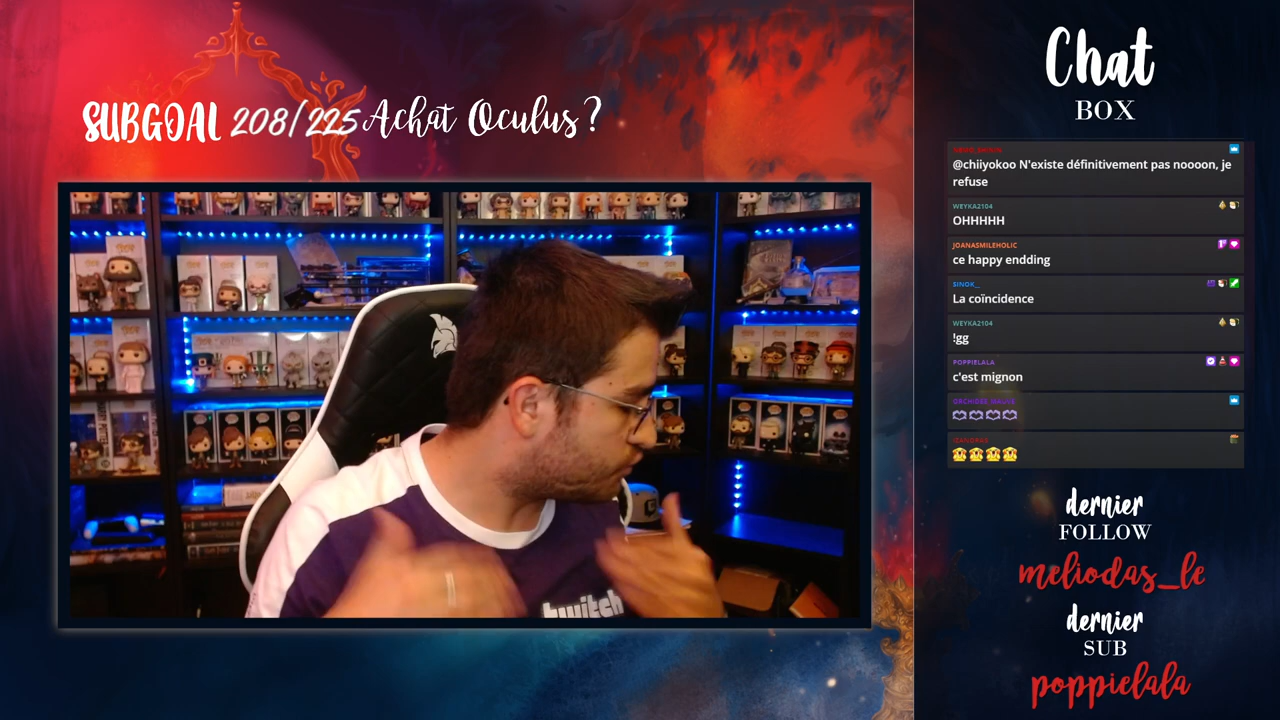 SUBGOAL 208/225 Achat Oculus?
twitch
Chat
BOX
@chiiyokoo N'existe définitivement pas noooon, je
refuse
WEYKA2104
OHHHHH
JOANASMILEHOLIC
ce happy endding
SINOK_
La coïncidence
WEYKA2104
!gg
POPPIELALA
c'est mignon
dernier
FOLLOW
meliodas_le
dernier
SUB
poppielala